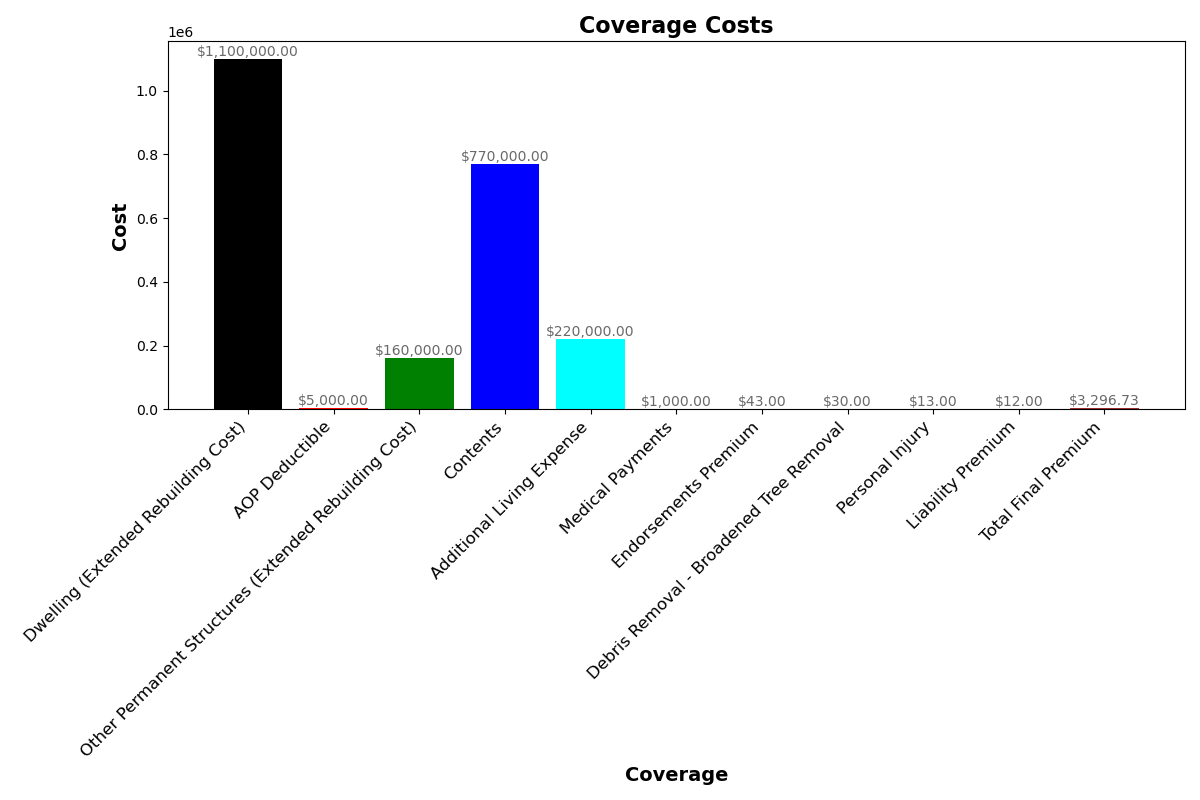 Coverage Costs
1e6
1.0
0.8
0.6
0.4
0.2
0.0
Cost
$1,100,000.00
$5,000.00
$160,000.00
$770,000.00
$220,000.00
$1,000.00
$43.00
$30.00
$13.00
$12.00
$3,296.73
Dwelling (Extended Rebuilding Cost)
AOP Deductible
Other Permanent Structures (Extended Rebuilding Cost)
Contents
Additional Living Expense
Medical Payments
Endorsements Premium
Debris Removal - Broadened Tree Removal
Personal Injury
Liability Premium
Total Final Premium
Coverage